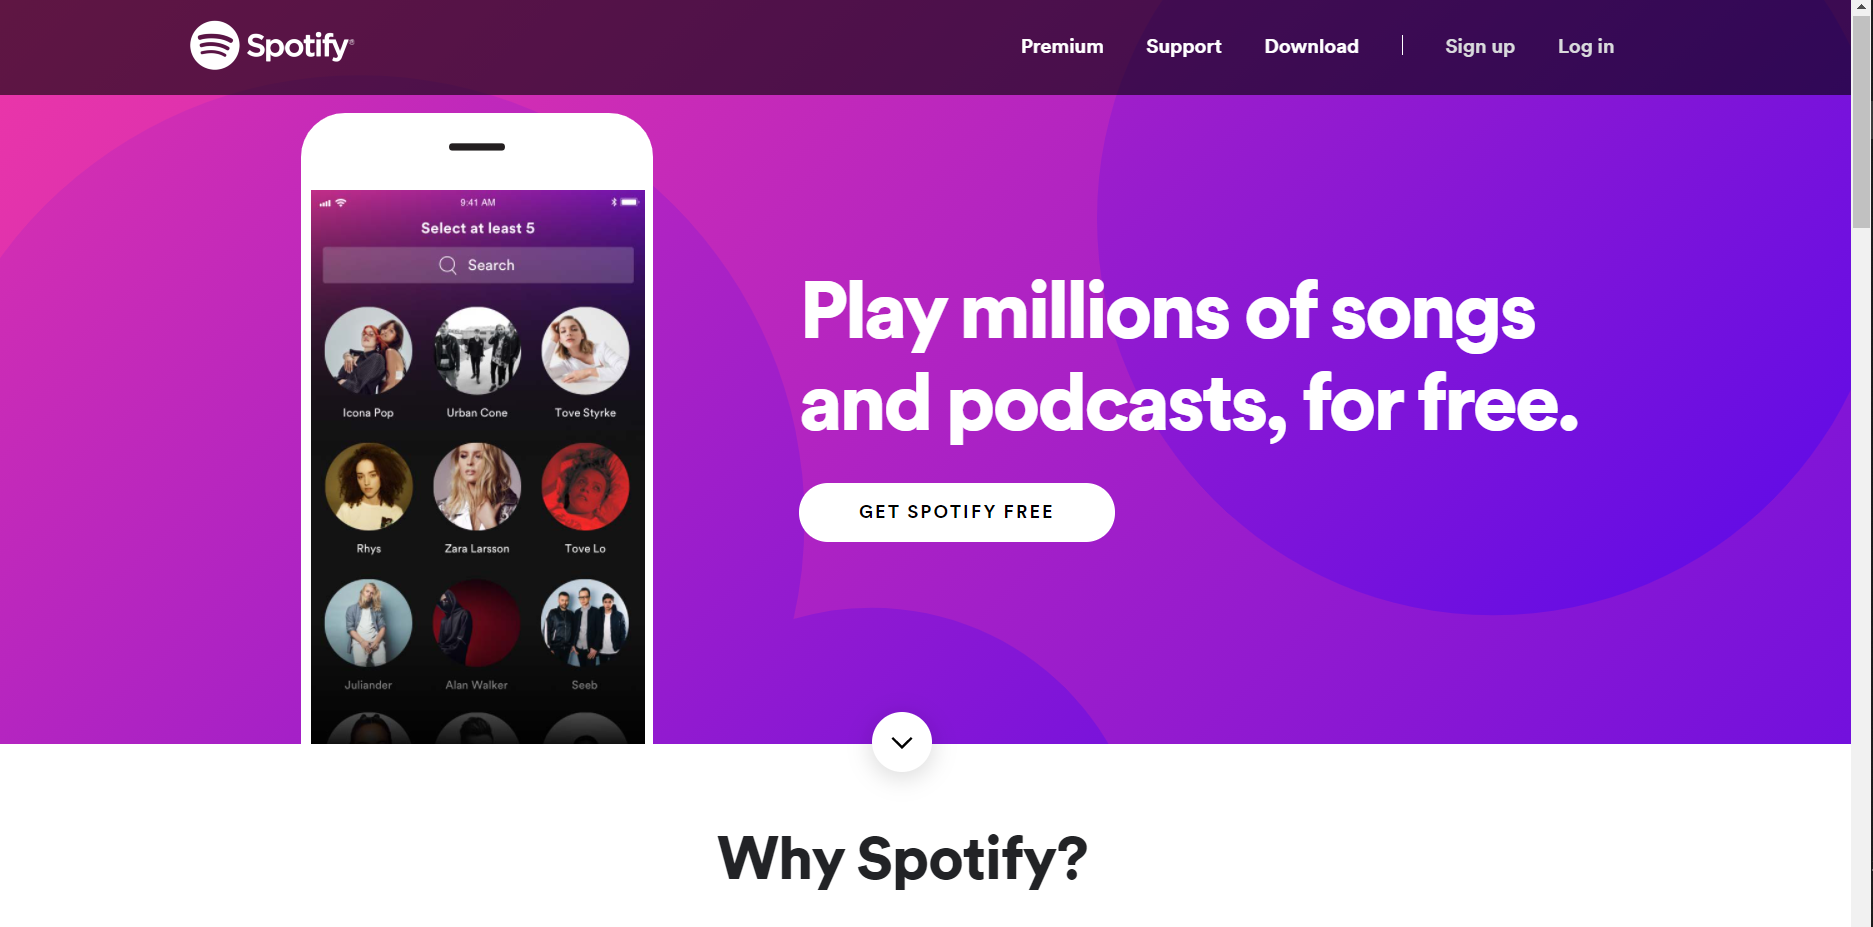 Spotify®
Premium Support Download Sign up Log in
9:41 AM
Select at least 5
Search
Icona Pop Urban Cone Tove Styrke
Rhys Zara Larsson Tove Lo
Juliander Alan Walker Seeb
Play millions of songs
and podcasts, for free.
GET SPOTIFY FREE
Why Spotify?